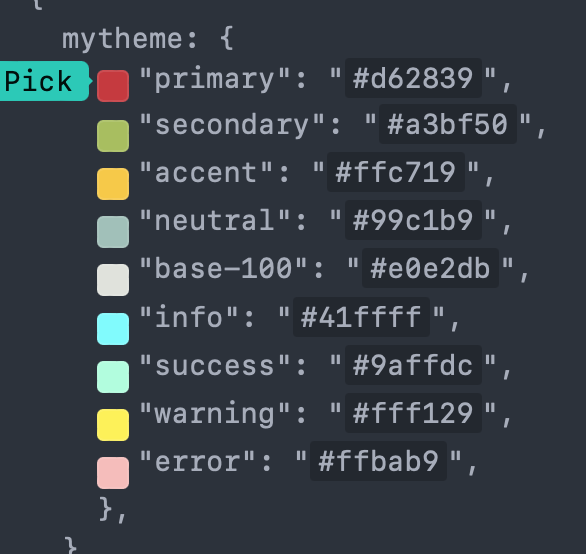 {
mytheme: {
Pick "primary": "#d62839",
"secondary": "#a3bf50",
"accent": "#ffc719",
"neutral": "#99c1b9",
"base-100": "#e0e2db",
"info": "#41ffff",
"success": "#9affdc",
"warning": "#fff129",
"error": "#ffbab9",
},
}